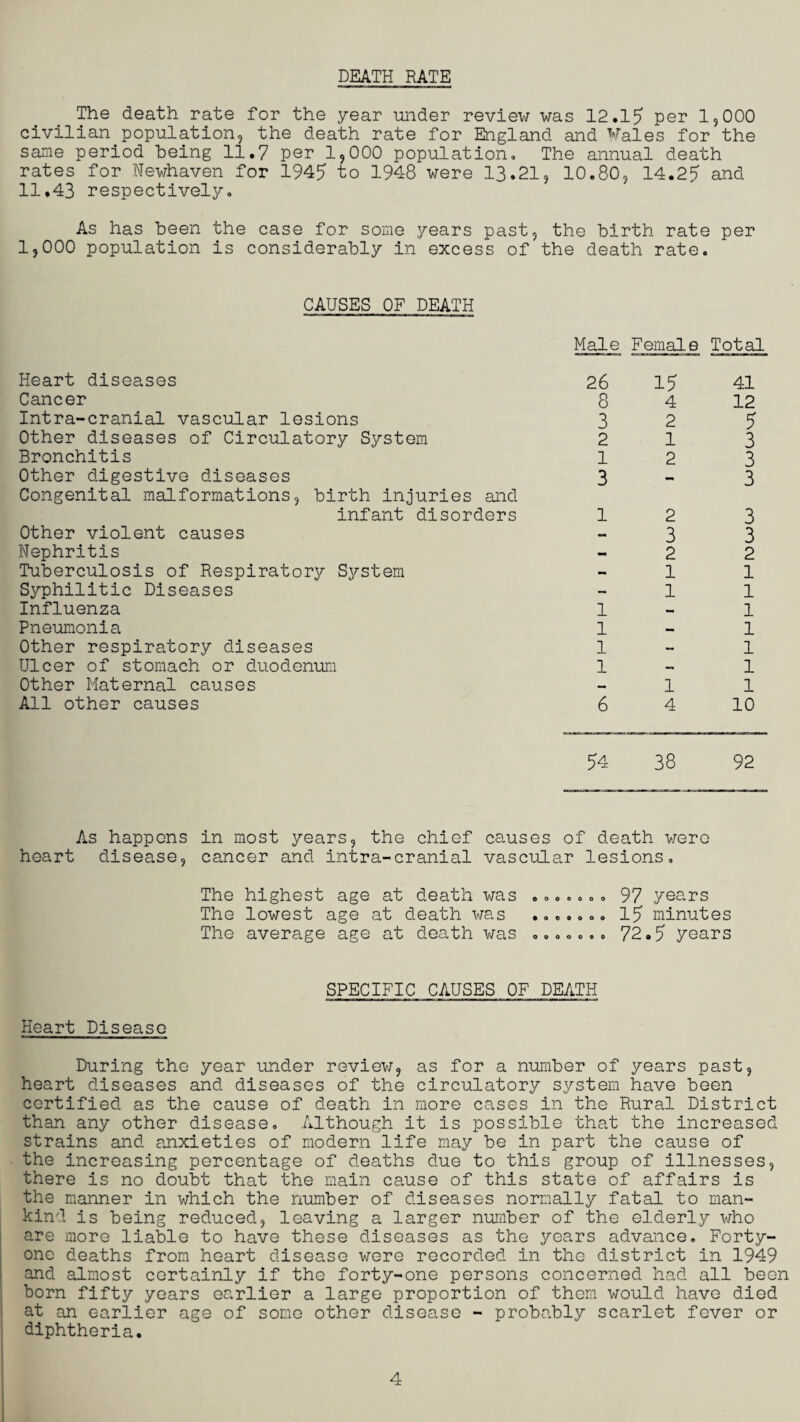 DEATH RATE
The death rate for the year under review was 12.15 per 1,000
civilian population, the death rate for England and Wales for the
same period being 11.7 per 1,000 population. The annual death
rates for Newhaven for 1945 to 1948 were 13.21, 10.80, 14.25 and
11.43 respectively.
As has been the case for some years past, the birth rate per
1,000 population is considerably in excess of the death rate.
CAUSES OF DEATH
Male Female Total
Heart diseases 26 15 41
Cancer 8 4 12
Intra-cranial vascular lesions 3 2 5
Other diseases of Circulatory System 2 1 3
Bronchitis 1 2 3
Other digestive diseases 3 - 3
Congenital malformations, birth injuries and
infant disorders 1 2 3
Other violent causes - 3 3
Nephritis - 2 2
Tuberculosis of Respiratory System - 1 1
Syphilitic Diseases - 1 1
Influenza 1 - 1
Pneumonia 1 - 1
Other respiratory diseases 1 - 1
Ulcer of stomach or duodenum 1 - 1
Other Maternal causes - 1 1
All other causes 6 4 10
54 38 92
As happens in most years, the chief causes of death were
heart disease, cancer and intra-cranial vascular lesions.
The highest age at death was ....... 97 years
The lowest age at death was ....... 15 minutes
The average age at death was ....... 72.5 years
SPECIFIC CAUSES OF DEATH
Heart Disease
During the year under review, as for a number of years past,
heart diseases and diseases of the circulatory system have been
certified as the cause of death in more cases in the Rural District
than any other disease. Although it is possible that the increased
strains and anxieties of modern life may be in part the cause of
the increasing percentage of deaths due to this group of illnesses,
there is no doubt that the main cause of this state of affairs is
the manner in which the number of diseases normally fatal to man-
kind is being reduced, leaving a larger number of the elderly who
are more liable to have these diseases as the years advance. Forty-
one deaths from heart disease were recorded in the district in 1949
and almost certainly if the forty-one persons concerned had all been
born fifty years earlier a large proportion of them would have died
at an earlier age of some other disease - probably scarlet fever or
diphtheria.
4